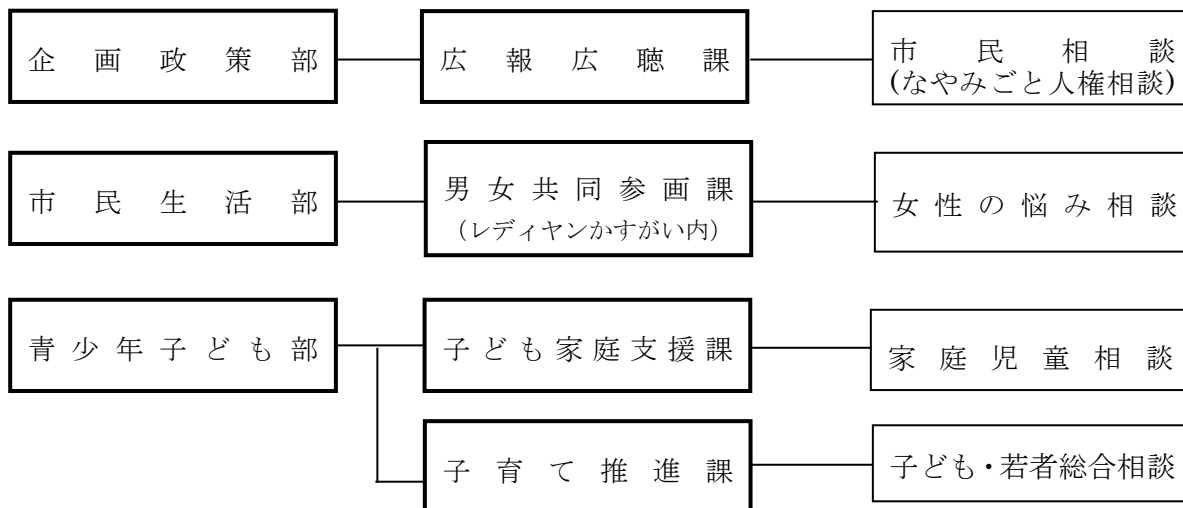 企画政策部
広報広聴課
市民相談
(なやみごと人権相談)
市民生活部
男女共同参画課
(レディヤンかすがい内)
女性の悩み相談
青少年子ども部
子ども家庭支援課
家庭児童相談
子育て推進課
子ども・若者総合相談